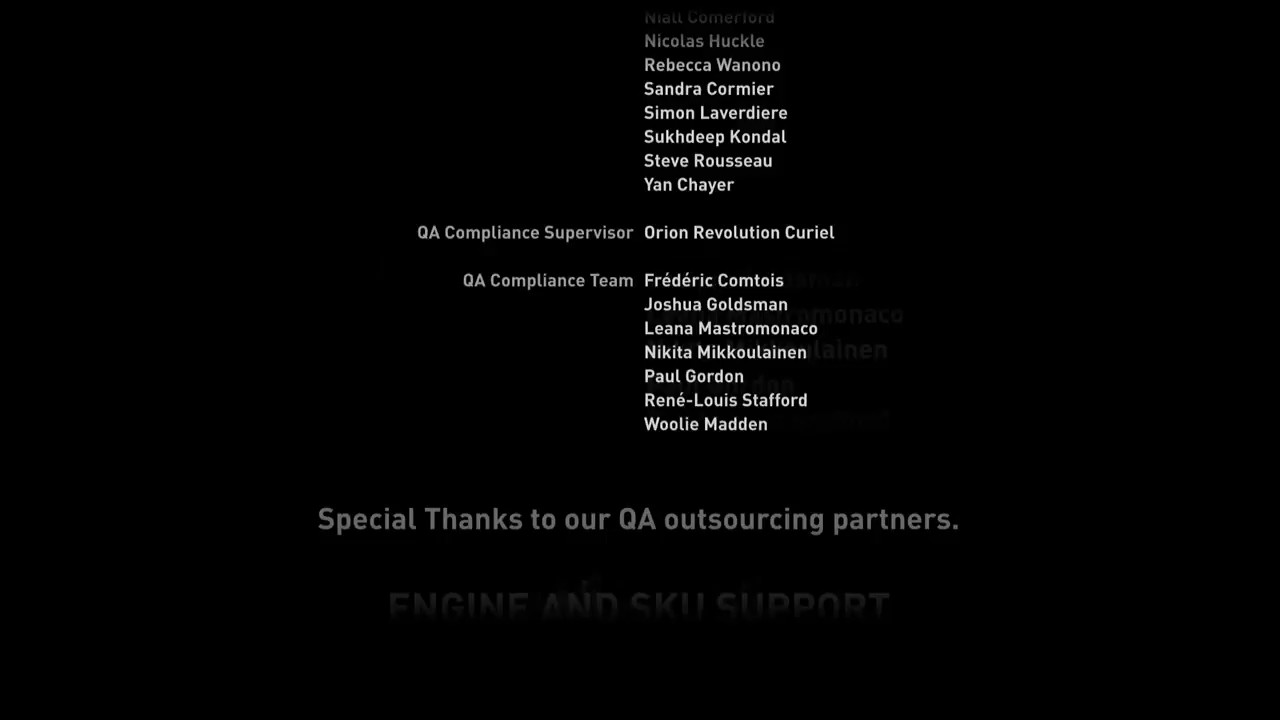 Niall Comerford
Nicolas Huckle
Rebecca Wanono
Sandra Cormier
Simon Laverdiere
Sukhdeep Kondal
Steve Rousseau
Yan Chayer
QA Compliance Supervisor Orion Revolution Curiel
QA Compliance Team Frédéric Comtois
Joshua Goldsman
Leana Mastromonaco
Nikita Mikkoulainen
Paul Gordon
René-Louis Stafford
Woolie Madden
Special Thanks to our QA outsourcing partners.
ENGINE AND SKU SUPPORT